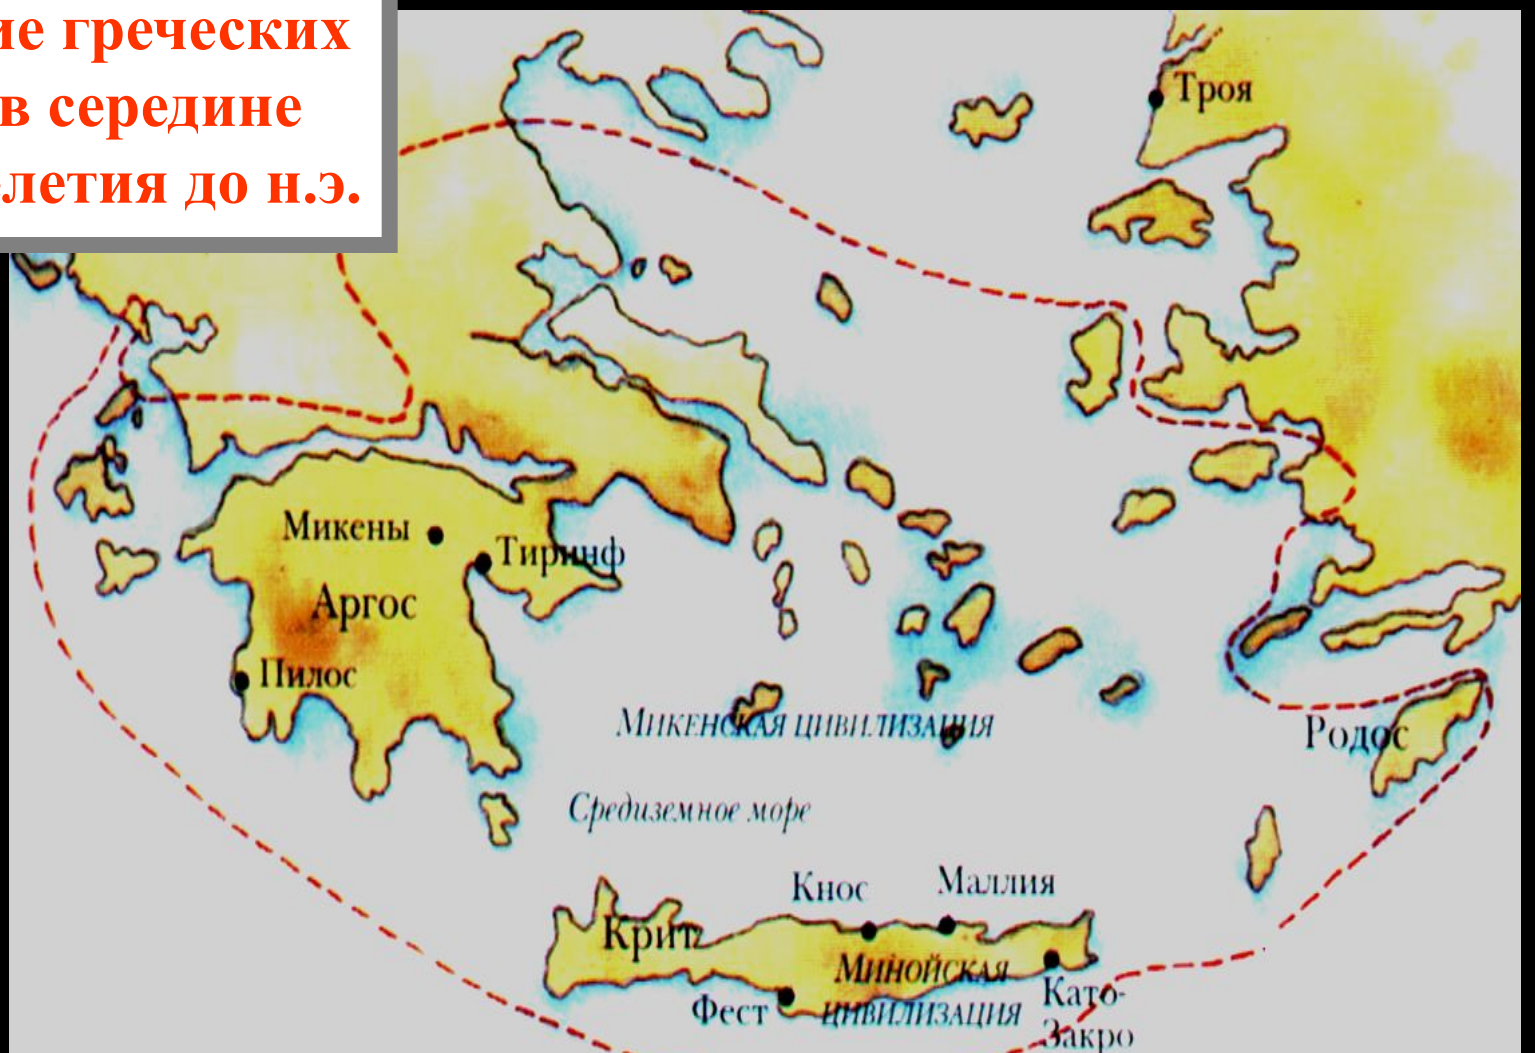 ие греческих
в середине
летия до н.э.
Троя
Микены
Тиринф
Аргос
Пилос
Микенская цивилизация
Родос
Средиземное море
Кнос
Маллия
Крит
Минойская
цивилизация
Фест
Като-
Закро